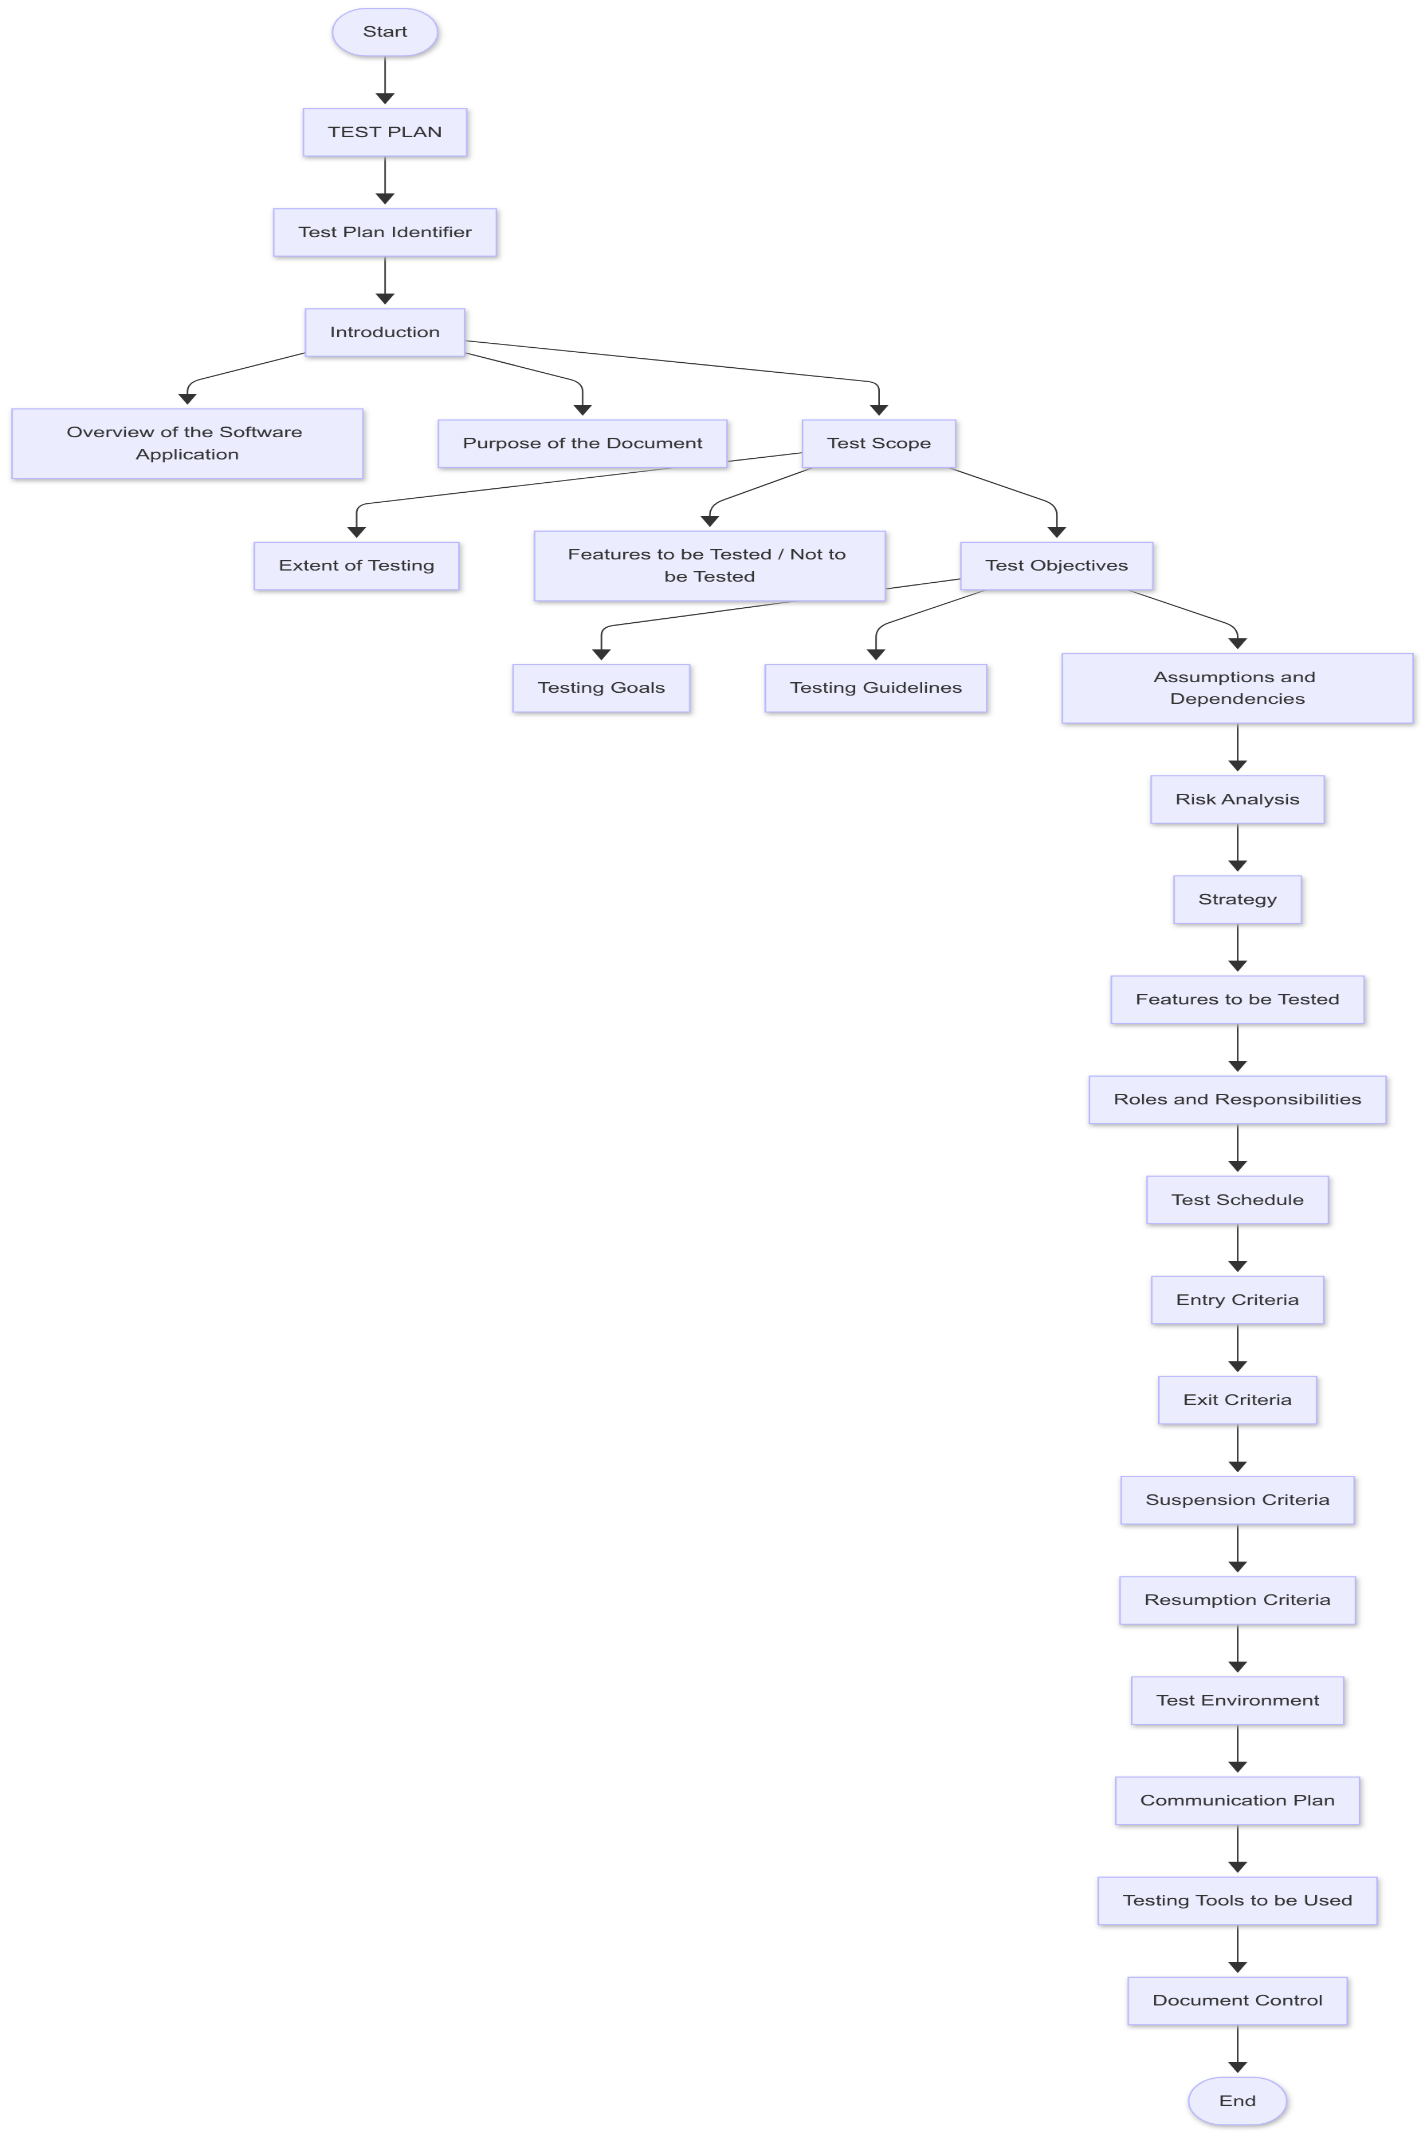 Start
TEST PLAN
Test Plan Identifier
Introduction
Overview of the Software
Application
Purpose of the Document
Test Scope
Extent of Testing
Features to be Tested / Not to
be Tested
Test Objectives
Testing Goals
Testing Guidelines
Assumptions and
Dependencies
Risk Analysis
Strategy
Features to be Tested
Roles and Responsibilities
Test Schedule
Entry Criteria
Exit Criteria
Suspension Criteria
Resumption Criteria
Test Environment
Communication Plan
Testing Tools to be Used
Document Control
End